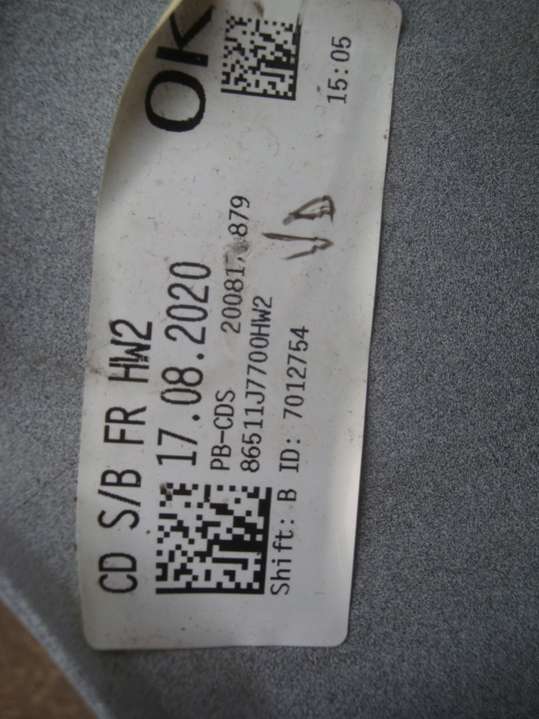 CD S/B FR HW2
OK
17.08.2020
PB-CDS
86511J7700HW2
Shift: B ID: 7012754
15:05